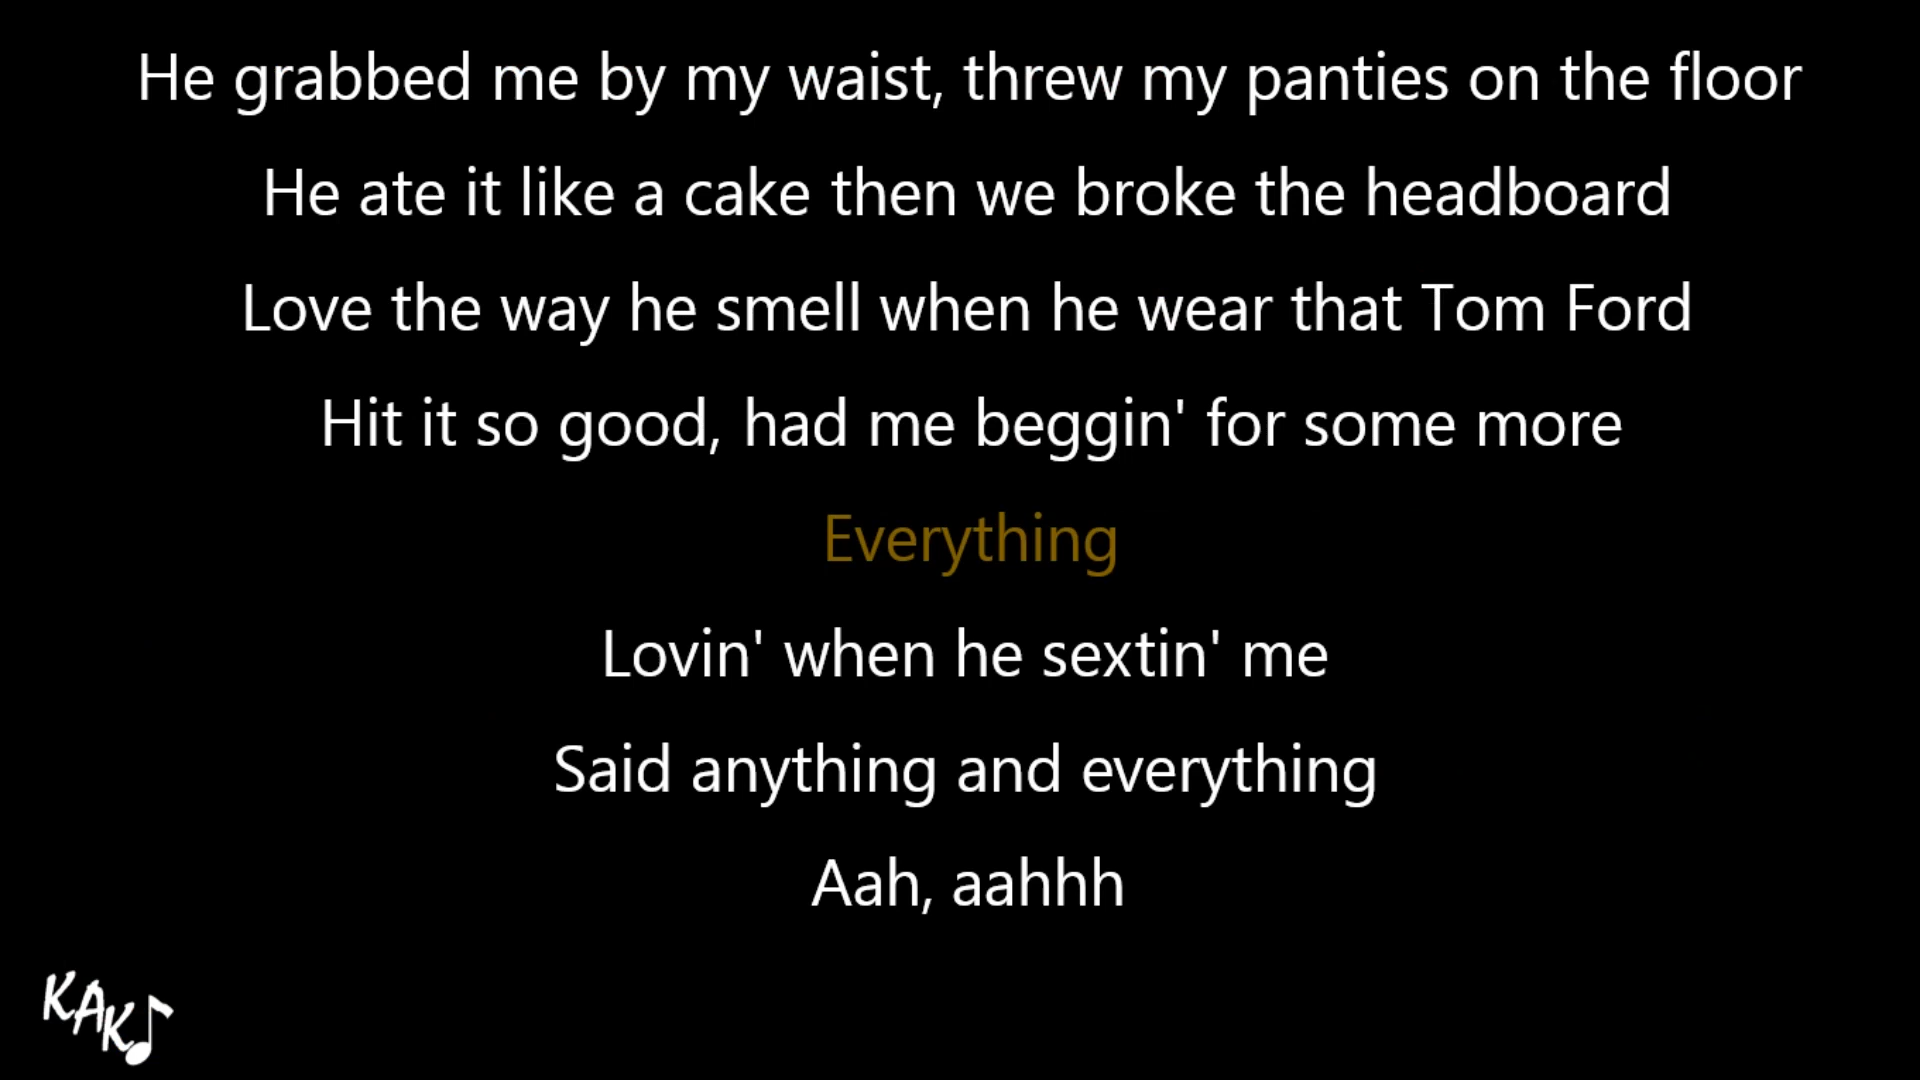 He grabbed me by my waist, threw my panties on the floor
He ate it like a cake then we broke the headboard
Love the way he smell when he wear that Tom Ford
Hit it so good, had me beggin' for some more
Everything
Lovin' when he sextin' me
Said anything and everything
Aah, aahhh
KAK